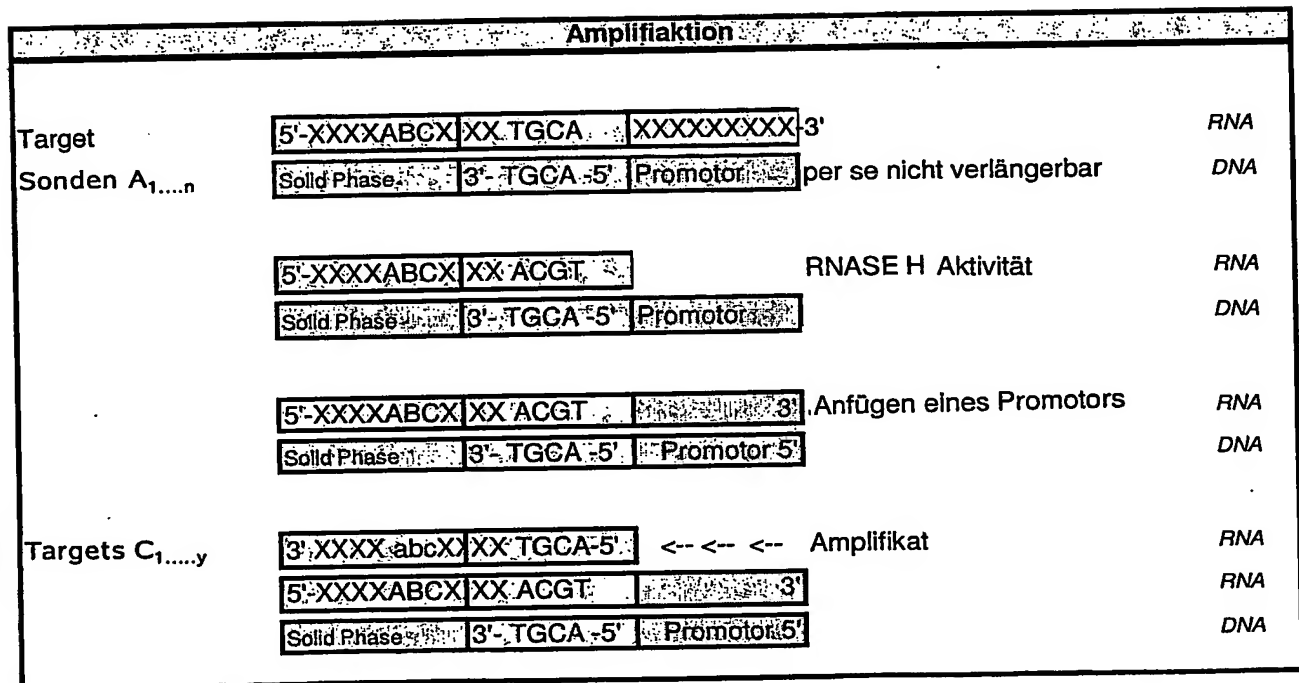 Amplifiaktion
Target 5'-XXXXABCX XX TGCA XXXXXXXXX-3' RNA
Sonden A1....n Solid Phase 3'- TGCA -5' Promotor per se nicht verlängerbar DNA
5'-XXXXABCX XX ACGT RNASE H Aktivität RNA
Solid Phase 3'- TGCA -5' Promotor DNA
5'-XXXXABCX XX ACGT 3' Anfügen eines Promotors RNA
Solid Phase 3'- TGCA -5' Promotor 5' DNA
Targets C1.....y 3' XXXX abcXX XX TGCA-5' <-- <-- <-- Amplifikat RNA
5'-XXXXABCX XX ACGT 3' RNA
Solid Phase 3'- TGCA -5' Promotor 5' DNA